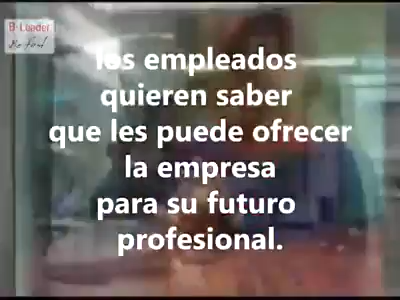 B-Leader
los empleados
quieren saber
que les puede ofrecer
la empresa
para su futuro
profesional.